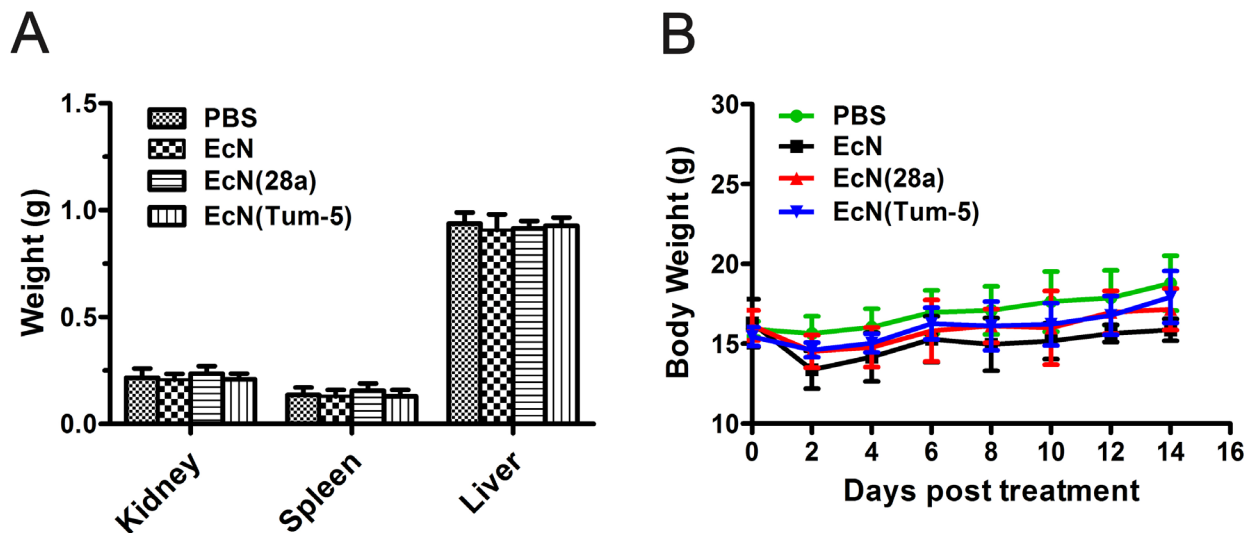 A
Weight (g)
1.5
1.0
0.5
0.0
PBS
EcN
EcN(28a)
EcN(Tum-5)
Kidney
Spleen
Liver
B
Body Weight (g)
30
25
20
15
10
PBS
EcN
EcN(28a)
EcN(Tum-5)
0 2 4 6 8 10 12 14 16
Days post treatment